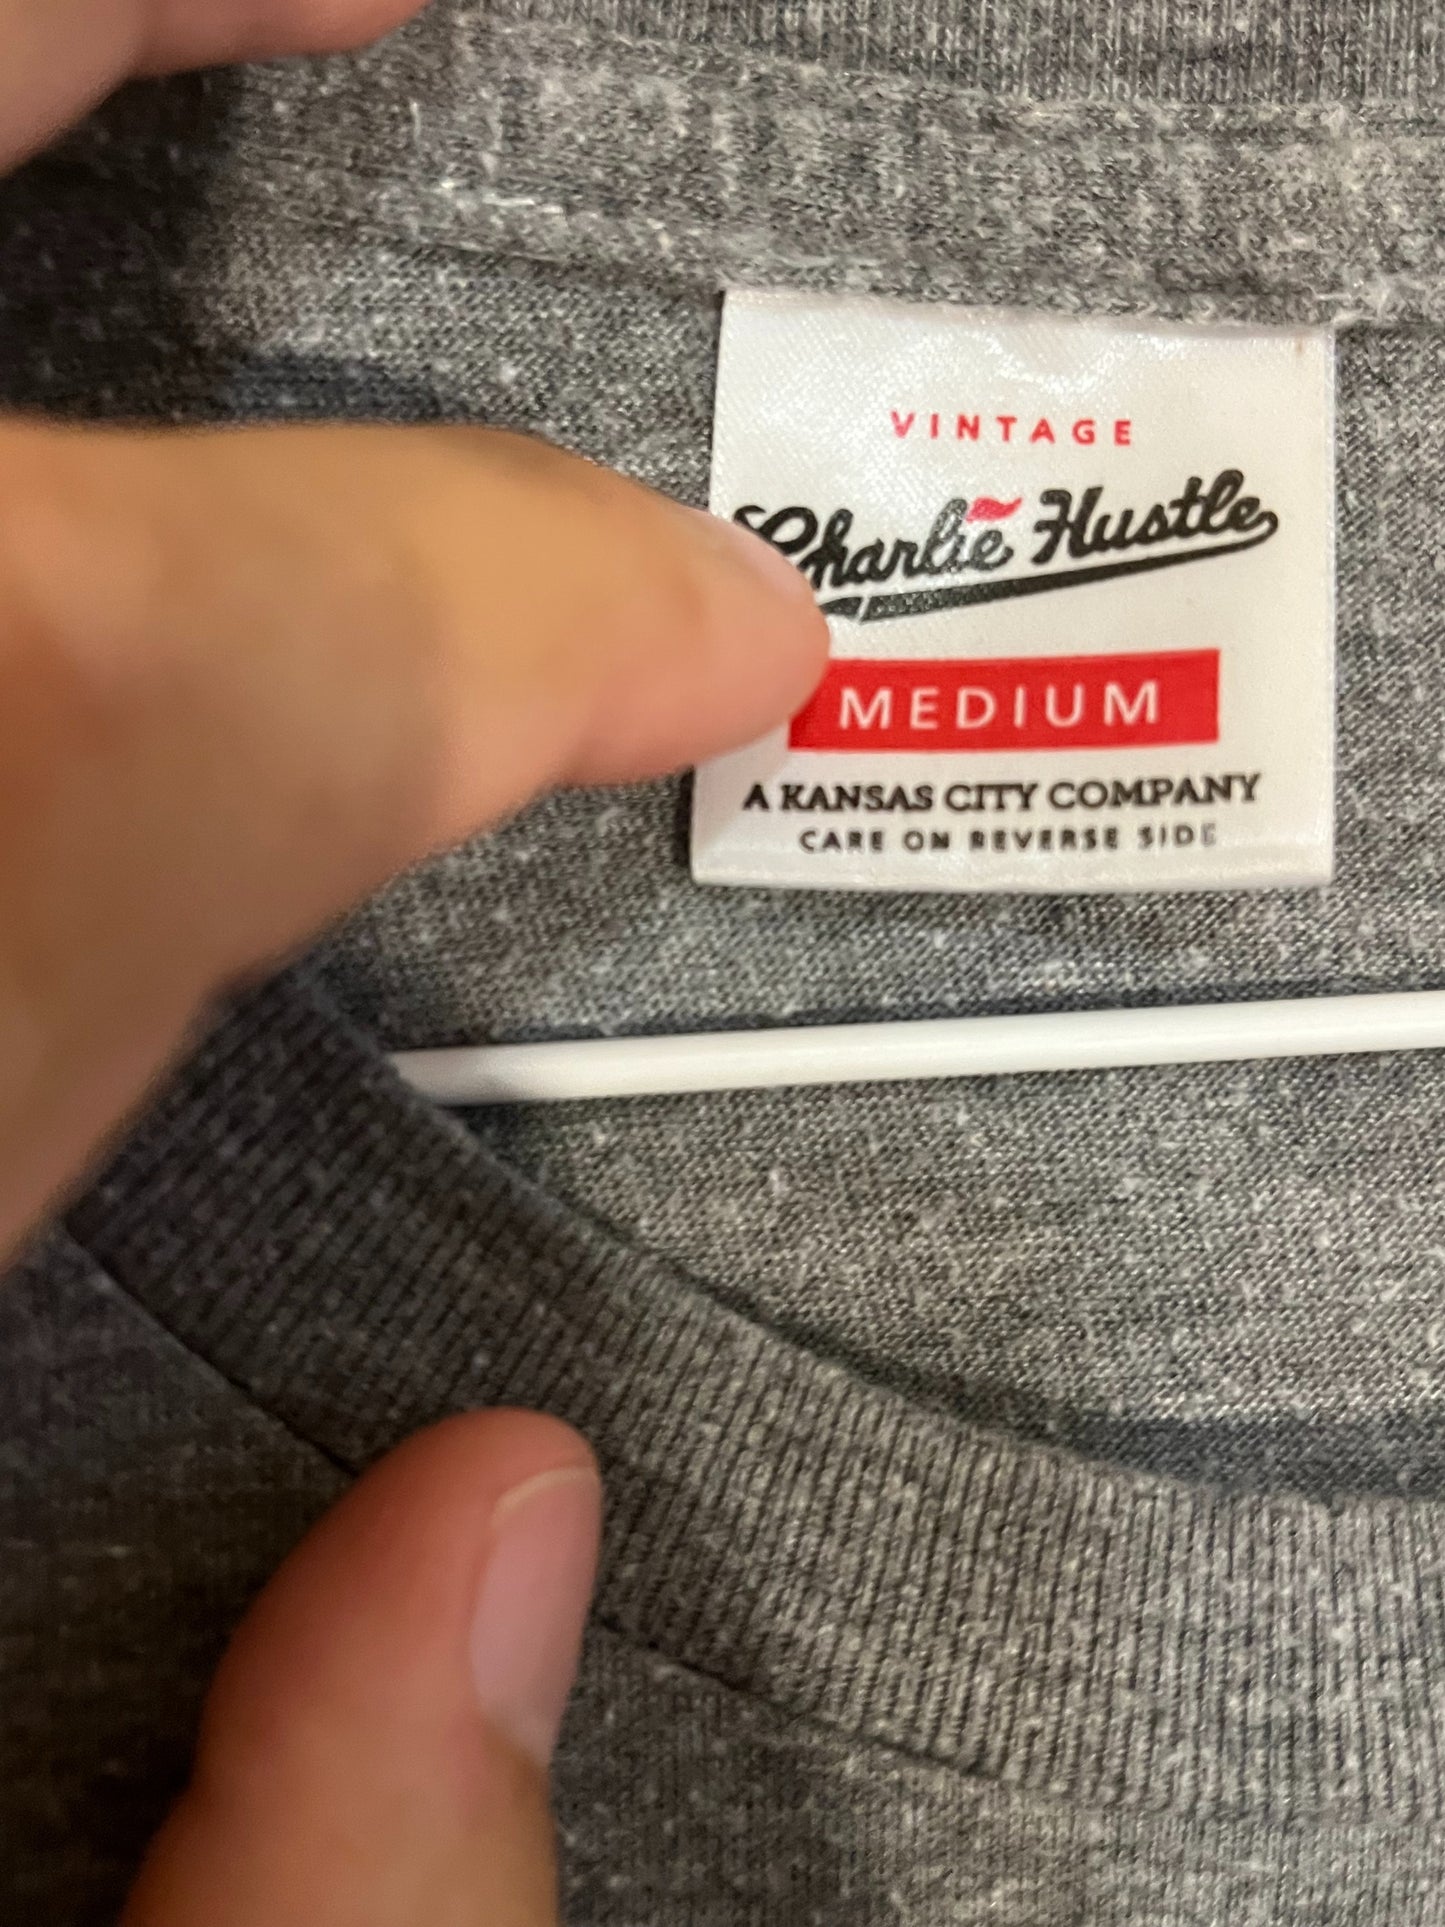 VINTAGE
Charlie Hustle
MEDIUM
A KANSAS CITY COMPANY
CARE ON REVERSE SIDE